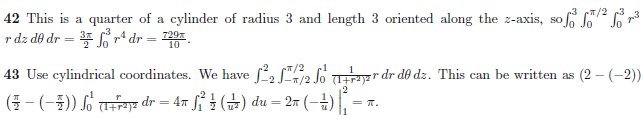 42 This is a quarter of a cylinder of radius 3 and length 3 oriented along the z-axis, so ∫₀³ ∫₀^{π/2} ∫₀³ r³
r dz dθ dr = 3π/2 ∫₀³ r⁴ dr = 729π/10.
43 Use cylindrical coordinates. We have ∫₋₂² ∫_{-π/2}^{π/2} ∫₀¹ 1/(1+r²)² r dr dθ dz. This can be written as (2 − (−2))
(π/2 − (−π/2)) ∫₀¹ r/(1+r²)² dr = 4π ∫₁² 1/2 (1/u²) du = 2π (−1/u) |₁² = π.